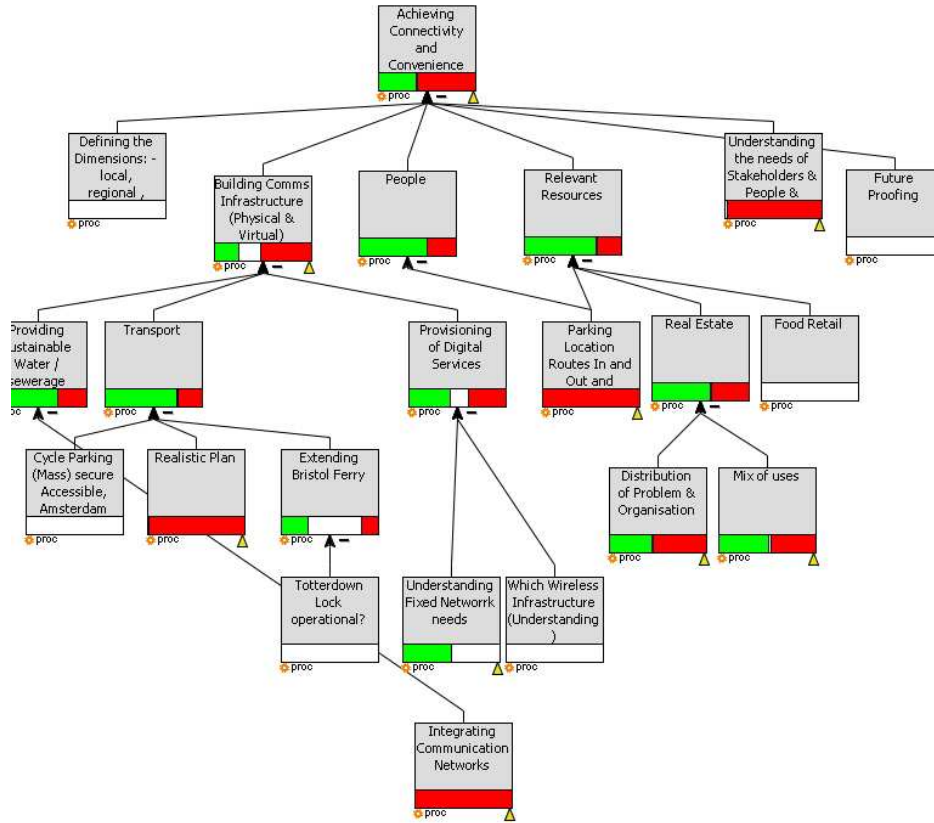 Achieving
Connectivity
and
Convenience
proc
Defining the
Dimensions: -
local,
regional ,
proc
Building Comms
Infrastructure
(Physical &
Virtual)
proc
People
proc
Relevant
Resources
proc
Understanding
the needs of
Stakeholders &
People &
proc
Future
Proofing
proc
Providing
Sustainable
Water /
sewerage
proc
Transport
proc
Provisioning
of Digital
Services
proc
Parking
Location
Routes In and
Out and
proc
Real Estate
proc
Food Retail
proc
Cycle Parking
(Mass) secure
Accessible,
Amsterdam
proc
Realistic Plan
proc
Extending
Bristol Ferry
proc
Distribution
of Problem &
Organisation
proc
Mix of uses
proc
Totterdown
Lock
operational?
proc
Understanding
Fixed Networrk
needs
proc
Which Wireless
Infrastructure
(Understanding
)
proc
Integrating
Communication
Networks
proc